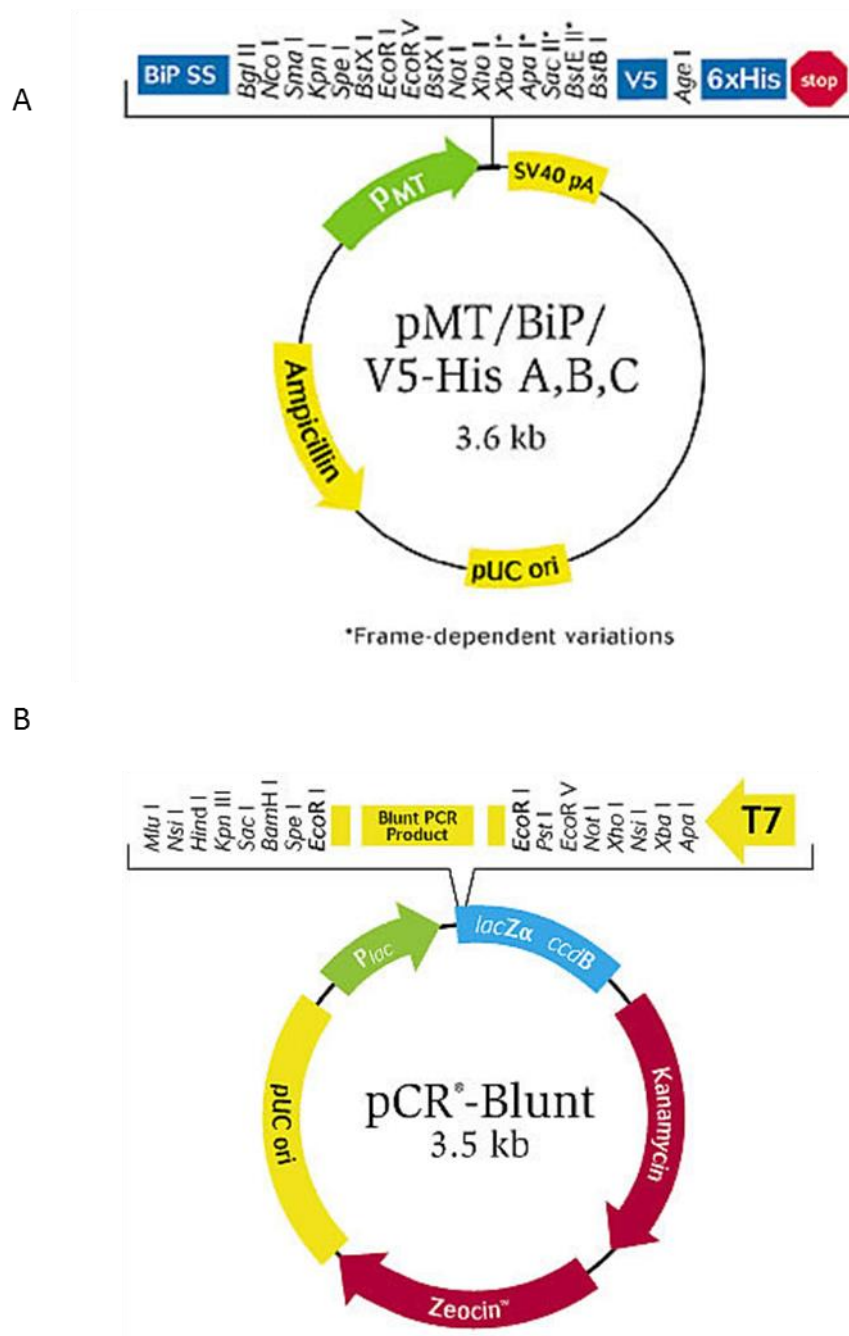 A
BiP SS
Bgl II
Nco I
Sma I
Kpn I
Spe I
BstX I
EcoR I
EcoR V
BstX I
Not I
Xho I
Xba I*
Apa I*
Sac II*
BstE II*
BstB I
V5
Age I
6xHis
stop
PMT
SV40 pA
pMT/BiP/
V5-His A,B,C
3.6 kb
Ampicillin
pUC ori
*Frame-dependent variations
B
Mlu I
Nsi I
Hind I
Kpn III
Sac I
BamH I
Spe I
EcoR I
Blunt PCR
Product
EcoR I
Pst I
EcoR V
Not I
Xho I
Nsi I
Xba I
Apa I
T7
Plac
lacZα ccdB
pUC ori
pCR®-Blunt
3.5 kb
Kanamycin
Zeocin™